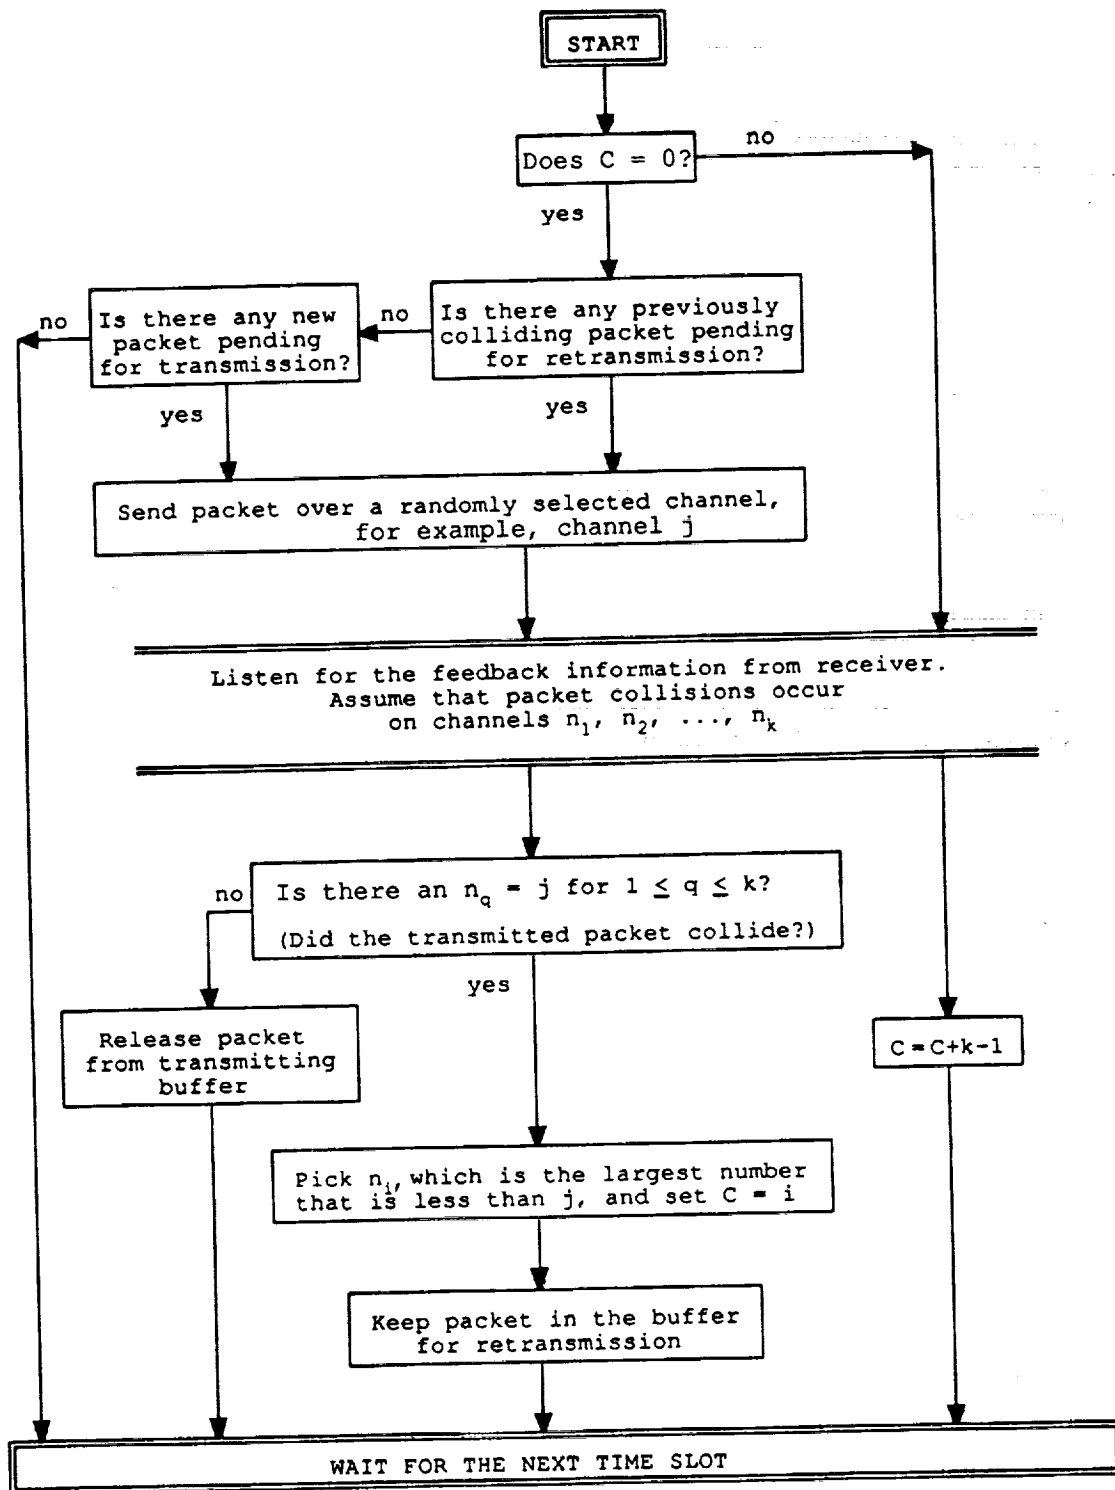 START
Does C = 0?
no
yes
Is there any previously
colliding packet pending
for retransmission?
no
Is there any new
packet pending
for transmission?
no
yes
yes
Send packet over a randomly selected channel,
for example, channel j
Listen for the feedback information from receiver.
Assume that packet collisions occur
on channels n₁, n₂, ..., nₖ
Is there an n_q = j for 1 ≤ q ≤ k?
(Did the transmitted packet collide?)
no
yes
Release packet
from transmitting
buffer
C=C+k-1
Pick nᵢ, which is the largest number
that is less than j, and set C = i
Keep packet in the buffer
for retransmission
WAIT FOR THE NEXT TIME SLOT